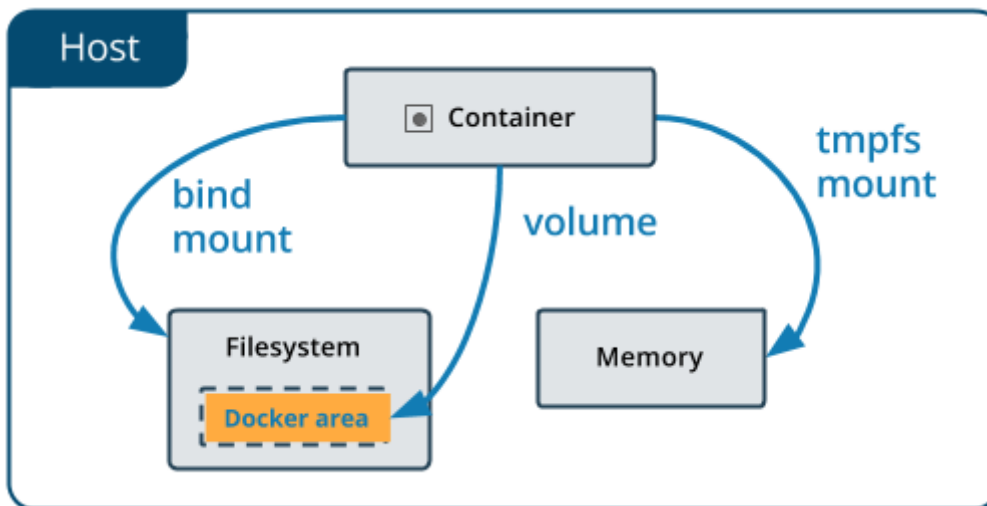 Host
Container
bind
mount
volume
tmpfs
mount
Filesystem
Docker area
Memory